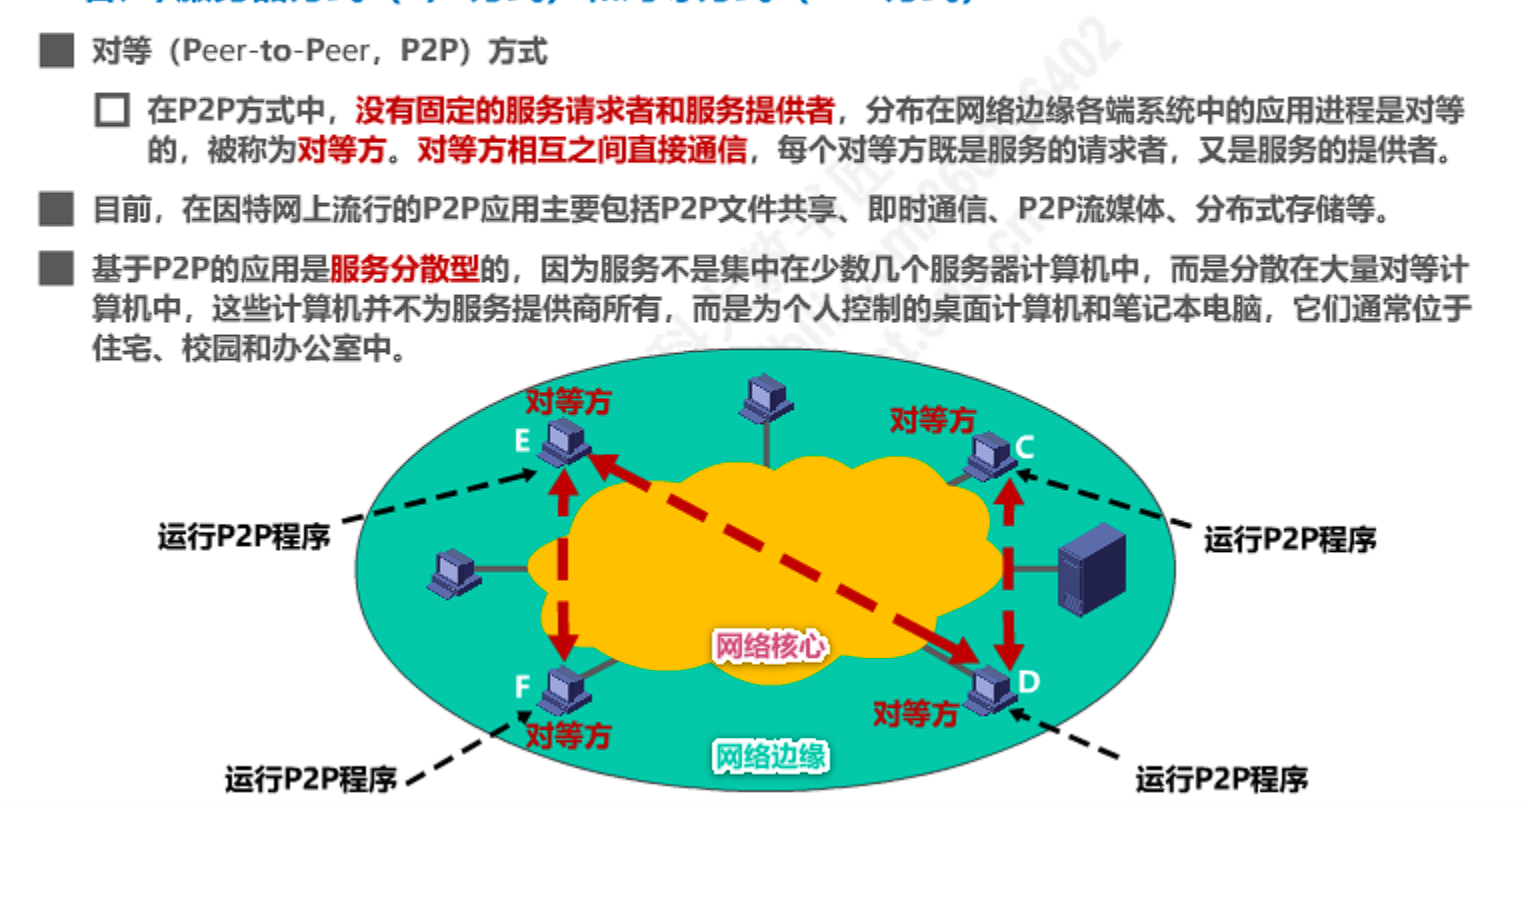 对等（Peer-to-Peer，P2P）方式
在P2P方式中，没有固定的服务请求者和服务提供者，分布在网络边缘各端系统中的应用进程是对等
的，被称为对等方。对等方相互之间直接通信，每个对等方既是服务的请求者，又是服务的提供者。
目前，在因特网上流行的P2P应用主要包括P2P文件共享、即时通信、P2P流媒体、分布式存储等。
基于P2P的应用是服务分散型的，因为服务不是集中在少数几个服务器计算机中，而是分散在大量对等计
算机中，这些计算机并不为服务提供商所有，而是为个人控制的桌面计算机和笔记本电脑，它们通常位于
住宅、校园和办公室中。
对等方
对等方
E
C
运行P2P程序
运行P2P程序
网络核心
F
D
对等方
对等方
网络边缘
运行P2P程序
运行P2P程序